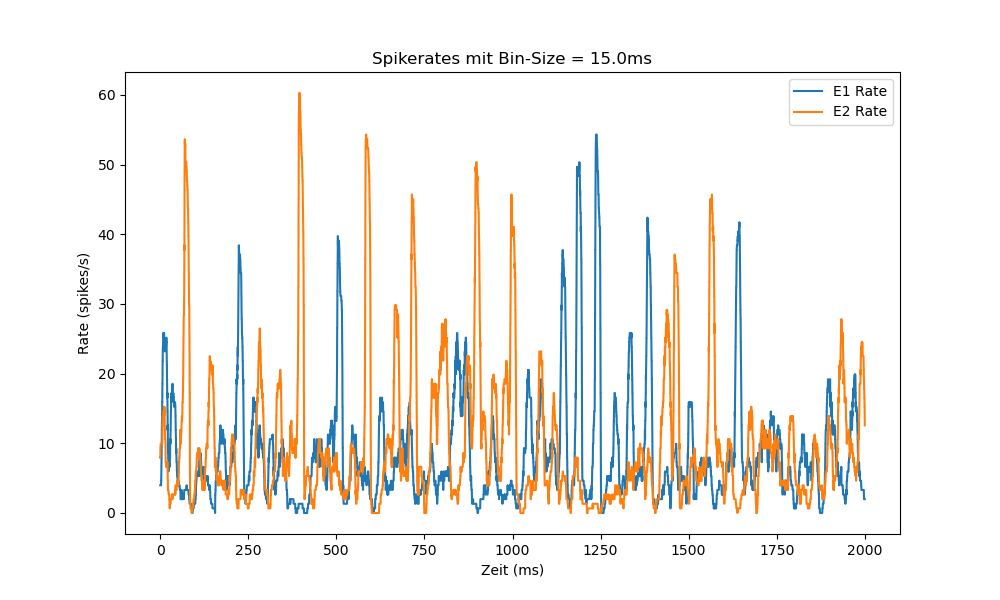 Spikerates mit Bin-Size = 15.0ms
E1 Rate
E2 Rate
60
50
40
30
20
10
0
Rate (spikes/s)
0 250 500 750 1000 1250 1500 1750 2000
Zeit (ms)